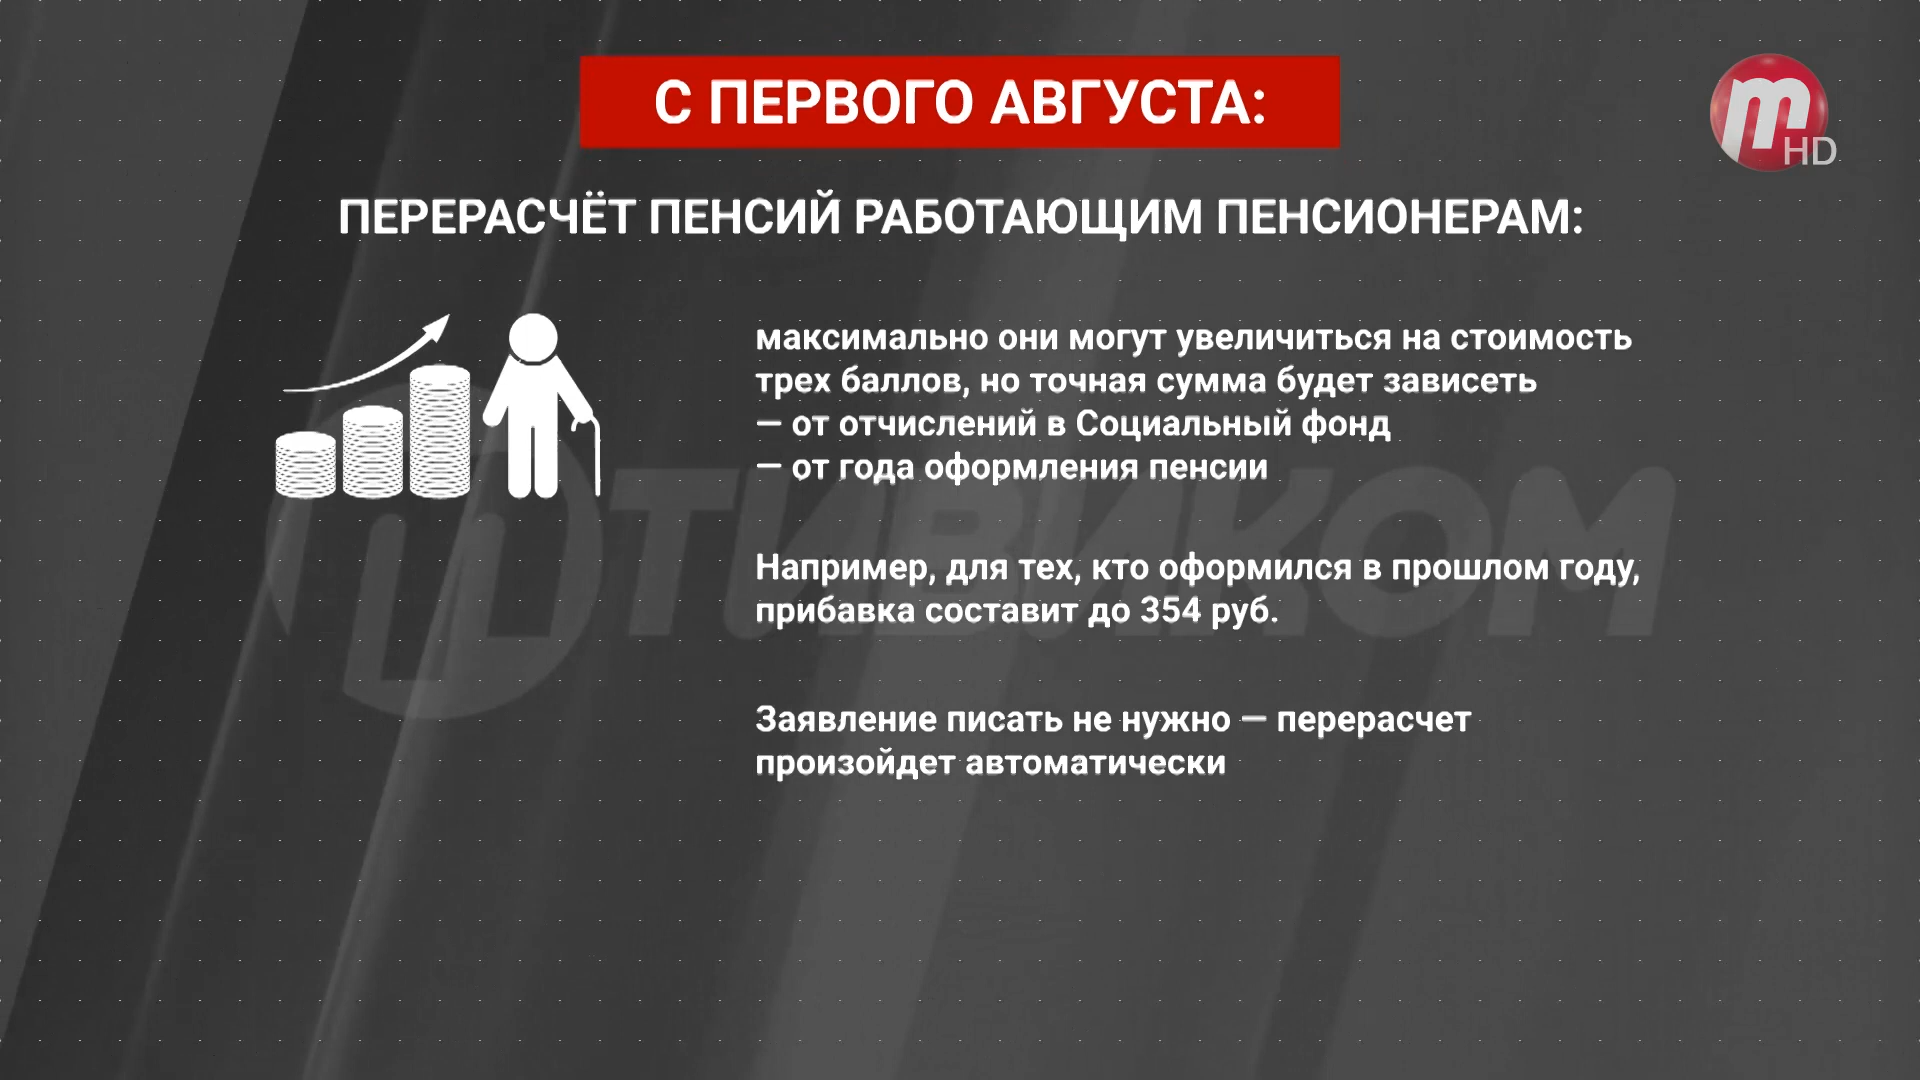 С ПЕРВОГО АВГУСТА:
HD
ПЕРЕРАСЧЁТ ПЕНСИЙ РАБОТАЮЩИМ ПЕНСИОНЕРАМ:
максимально они могут увеличиться на стоимость
трех баллов, но точная сумма будет зависеть
— от отчислений в Социальный фонд
— от года оформления пенсии
ТИВИКОМ
Например, для тех, кто оформился в прошлом году,
прибавка составит до 354 руб.
Заявление писать не нужно — перерасчет
произойдет автоматически